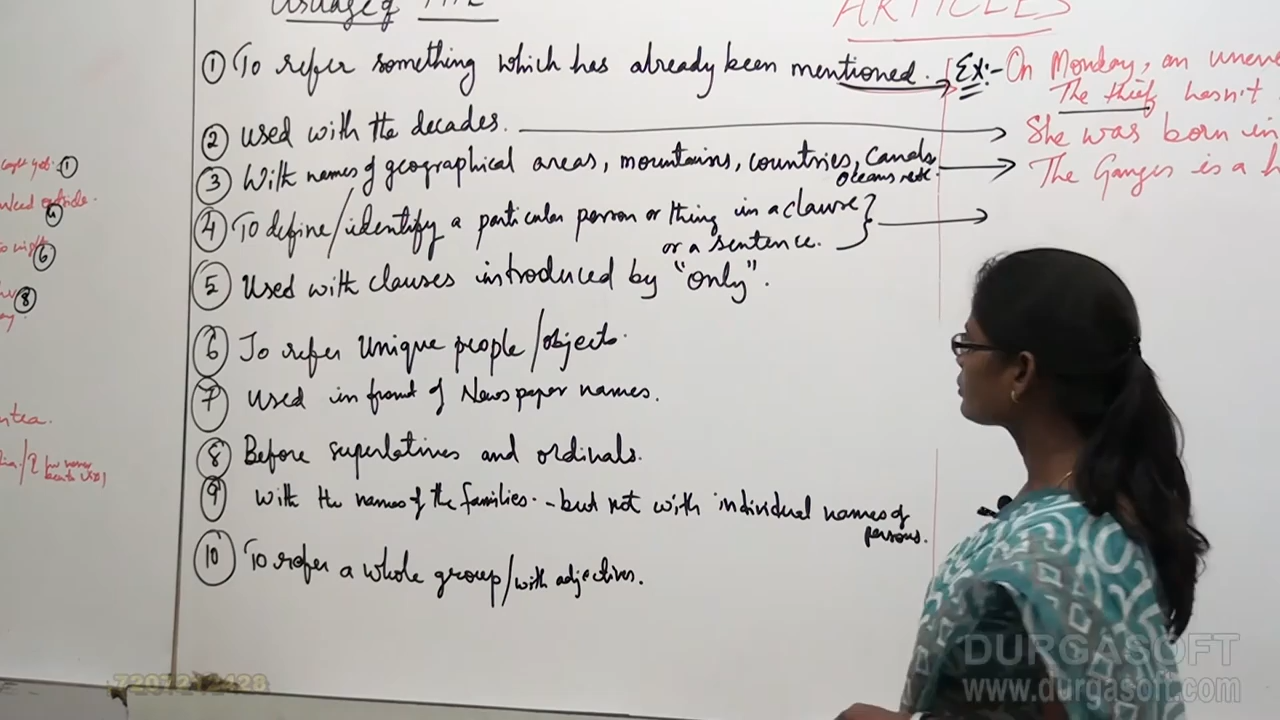 Usage of THE
ARTICLES
① To refer something which has already been mentioned.
Ex:- On Monday, an
The thief hasn't
② Used with the decades.
She was born in
③ With names of geographical areas, mountains, countries, Canals,
Oceans
The Ganges is a
④ To define/identify a particular person or thing in a clause
or a sentence.
⑤ Used with clauses introduced by "only".
⑥ To refer Unique people/objects.
⑦ Used in front of News paper names.
⑧ Before superlatives and ordinals.
⑨ With the names of the families. - but not with individual names of
persons.
⑩ To refer a whole group/with adjectives.
yet. ①
④
⑥
⑧
DURGASOFT
www.durgasoft.com